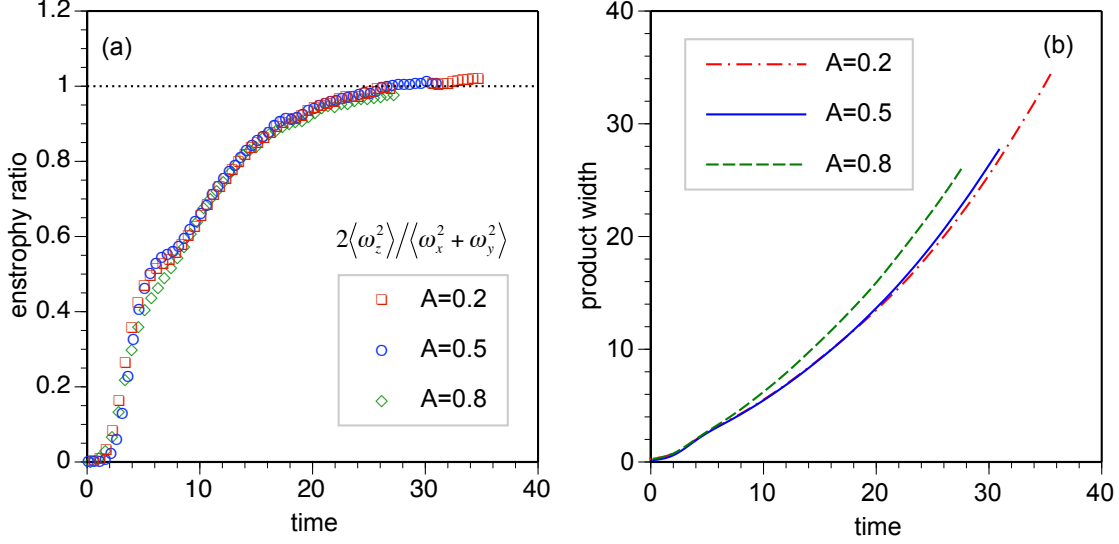 (a)
enstrophy ratio
1.2
1
0.8
0.6
0.4
0.2
0
0
10
20
30
40
time
2⟨ω_z^2⟩/⟨ω_x^2 + ω_y^2⟩
A=0.2
A=0.5
A=0.8
(b)
product width
40
30
20
10
0
0
10
20
30
40
time
A=0.2
A=0.5
A=0.8